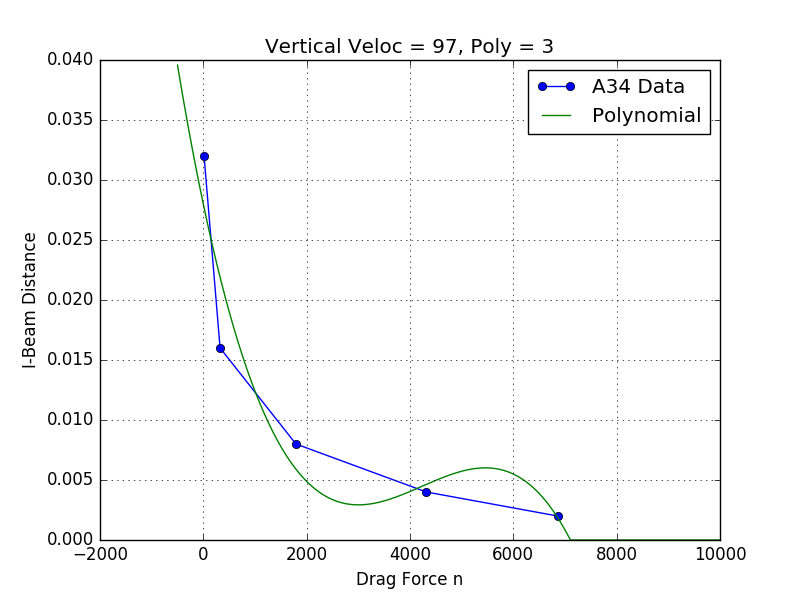 Vertical Veloc = 97, Poly = 3
A34 Data
Polynomial
I-Beam Distance
0.040
0.035
0.030
0.025
0.020
0.015
0.010
0.005
0.000
−2000 0 2000 4000 6000 8000 10000
Drag Force n